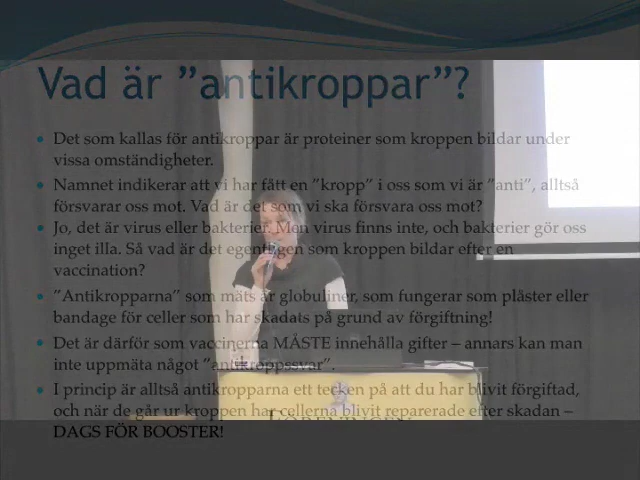 Vad är ”antikroppar”?
Det som kallas för antikroppar är proteiner som kroppen bildar under
vissa omständigheter.
Namnet indikerar att vi har fått en ”kropp” i oss som vi är ”anti”, alltså
försvarar oss mot. Vad är det som vi ska försvara oss mot?
Jo, det är virus eller bakterier. Men virus finns inte, och bakterier gör oss
inget illa. Så vad är det egentligen som kroppen bildar efter en
vaccination?
”Antikropparna” som mäts är globuliner, som fungerar som plåster eller
bandage för celler som har skadats på grund av förgiftning!
Det är därför som vaccinerna MÅSTE innehålla gifter – annars kan man
inte uppmäta något ”antikroppssvar”.
I princip är alltså antikropparna ett tecken på att du har blivit förgiftad,
och när de går ur kroppen har cellerna blivit reparerade efter skadan –
DAGS FÖR BOOSTER!
FÖRENINGEN